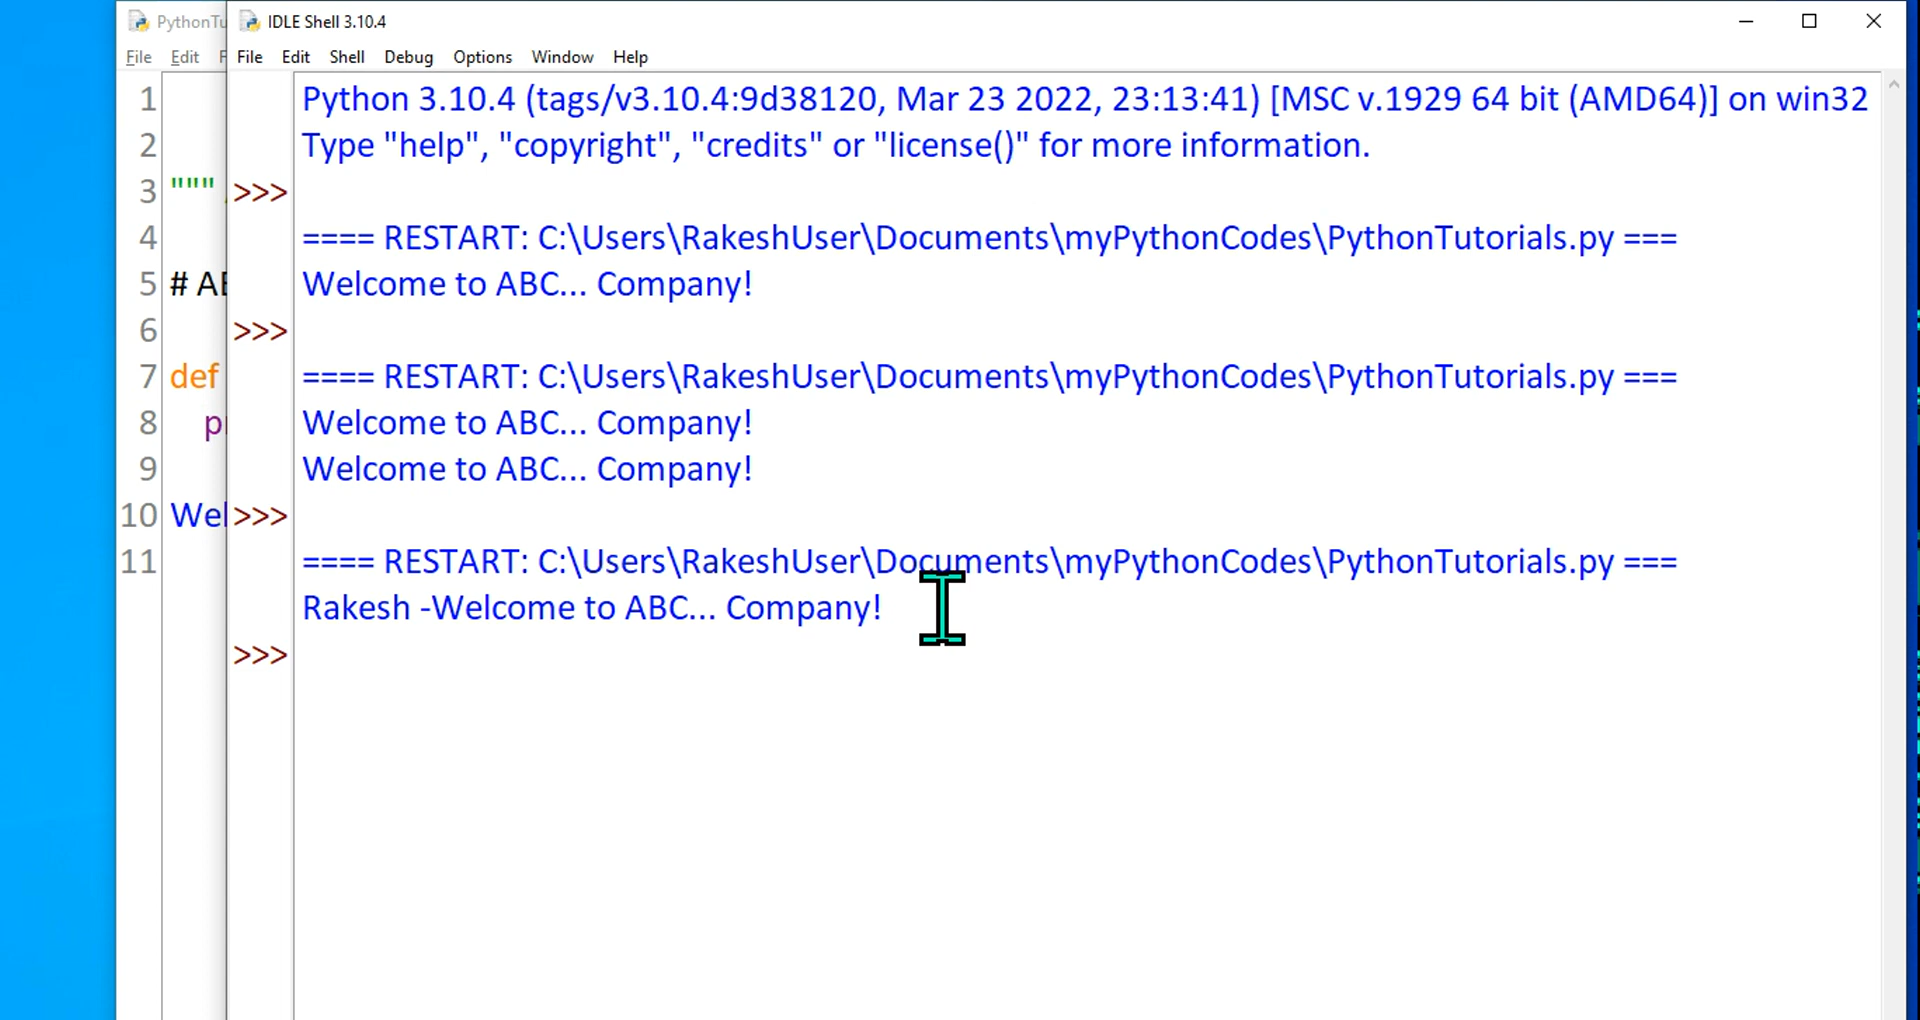 PythonTu
File Edit F
1
2
3 """
4
5 # AB
6
7 def
8 pr
9
10 Wel
11
IDLE Shell 3.10.4
File Edit Shell Debug Options Window Help
Python 3.10.4 (tags/v3.10.4:9d38120, Mar 23 2022, 23:13:41) [MSC v.1929 64 bit (AMD64)] on win32
Type "help", "copyright", "credits" or "license()" for more information.
>>>
==== RESTART: C:\Users\RakeshUser\Documents\myPythonCodes\PythonTutorials.py ===
Welcome to ABC... Company!
>>>
==== RESTART: C:\Users\RakeshUser\Documents\myPythonCodes\PythonTutorials.py ===
Welcome to ABC... Company!
Welcome to ABC... Company!
>>>
==== RESTART: C:\Users\RakeshUser\Documents\myPythonCodes\PythonTutorials.py ===
Rakesh -Welcome to ABC... Company!
>>>